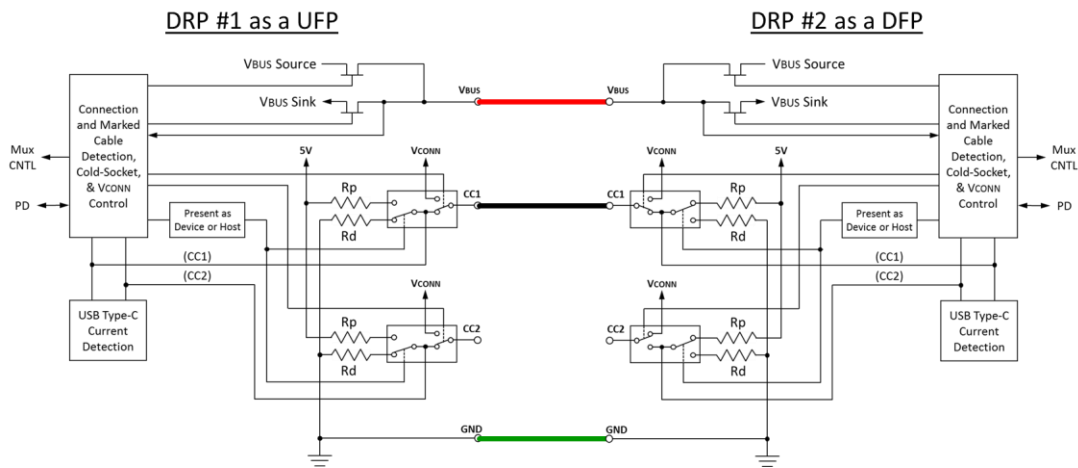 DRP #1 as a UFP
DRP #2 as a DFP
VBUS Source
VBUS Sink
VBUS
VBUS
VBUS Source
VBUS Sink
Connection
and Marked
Cable
Detection,
Cold-Socket,
& VCONN
Control
Mux
CNTL
PD
5V
VCONN
Rp
Rd
CC1
CC1
VCONN
5V
Rp
Rd
Connection
and Marked
Cable
Detection,
Cold-Socket,
& VCONN
Control
Mux
CNTL
PD
Present as
Device or Host
Present as
Device or Host
(CC1)
(CC2)
(CC1)
(CC2)
USB Type-C
Current
Detection
VCONN
Rp
Rd
CC2
CC2
VCONN
Rp
Rd
USB Type-C
Current
Detection
GND
GND